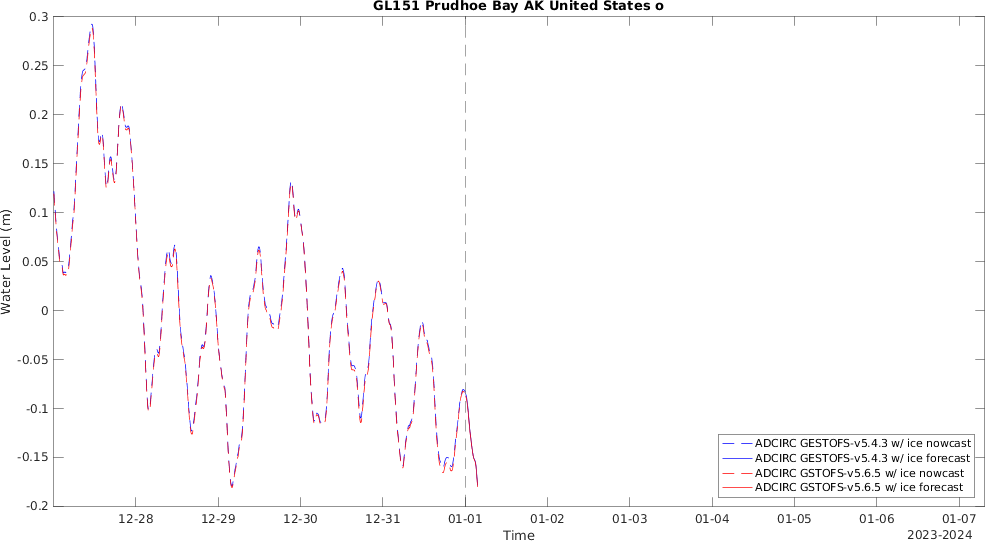 GL151 Prudhoe Bay AK United States o
0.3
0.25
0.2
0.15
0.1
0.05
0
-0.05
-0.1
-0.15
-0.2
Water Level (m)
ADCIRC GESTOFS-v5.4.3 w/ ice nowcast
ADCIRC GESTOFS-v5.4.3 w/ ice forecast
ADCIRC GSTOFS-v5.6.5 w/ ice nowcast
ADCIRC GSTOFS-v5.6.5 w/ ice forecast
12-28 12-29 12-30 12-31 01-01 01-02 01-03 01-04 01-05 01-06 01-07
Time
2023-2024